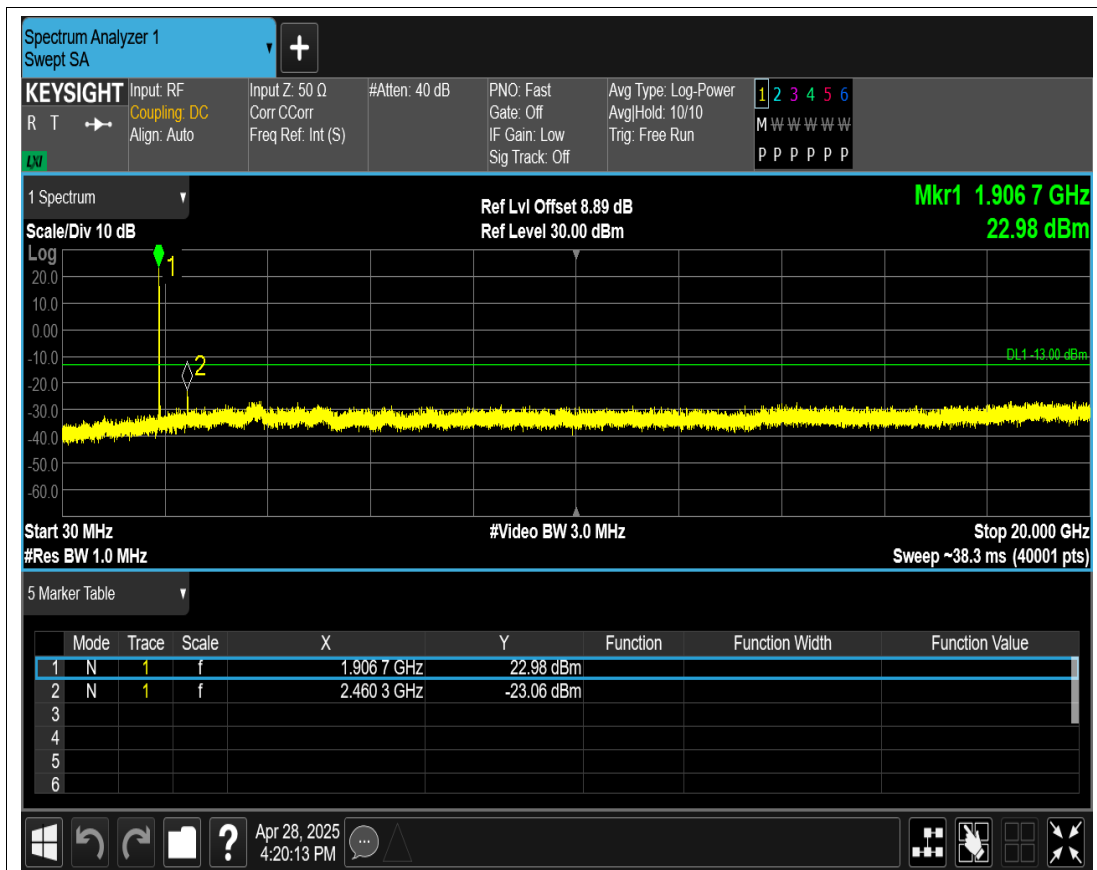 Spectrum Analyzer 1
Swept SA
KEYSIGHT
R T
LXI
Input: RF
Coupling: DC
Align: Auto
Input Z: 50 Ω
Corr CCorr
Freq Ref: Int (S)
#Atten: 40 dB
PNO: Fast
Gate: Off
IF Gain: Low
Sig Track: Off
Avg Type: Log-Power
Avg|Hold: 10/10
Trig: Free Run
1 2 3 4 5 6
M W W W W W
P P P P P P
1 Spectrum
Scale/Div 10 dB
Ref Lvl Offset 8.89 dB
Ref Level 30.00 dBm
Mkr1 1.906 7 GHz
22.98 dBm
Log
20.0
10.0
0.00
-10.0
-20.0
-30.0
-40.0
-50.0
-60.0
1
2
DL1 -13.00 dBm
Start 30 MHz
#Video BW 3.0 MHz
Stop 20.000 GHz
#Res BW 1.0 MHz
Sweep ~38.3 ms (40001 pts)
5 Marker Table
Mode Trace Scale X Y Function Function Width Function Value
1 N 1 f 1.906 7 GHz 22.98 dBm
2 N 1 f 2.460 3 GHz -23.06 dBm
3
4
5
6
?
Apr 28, 2025
4:20:13 PM